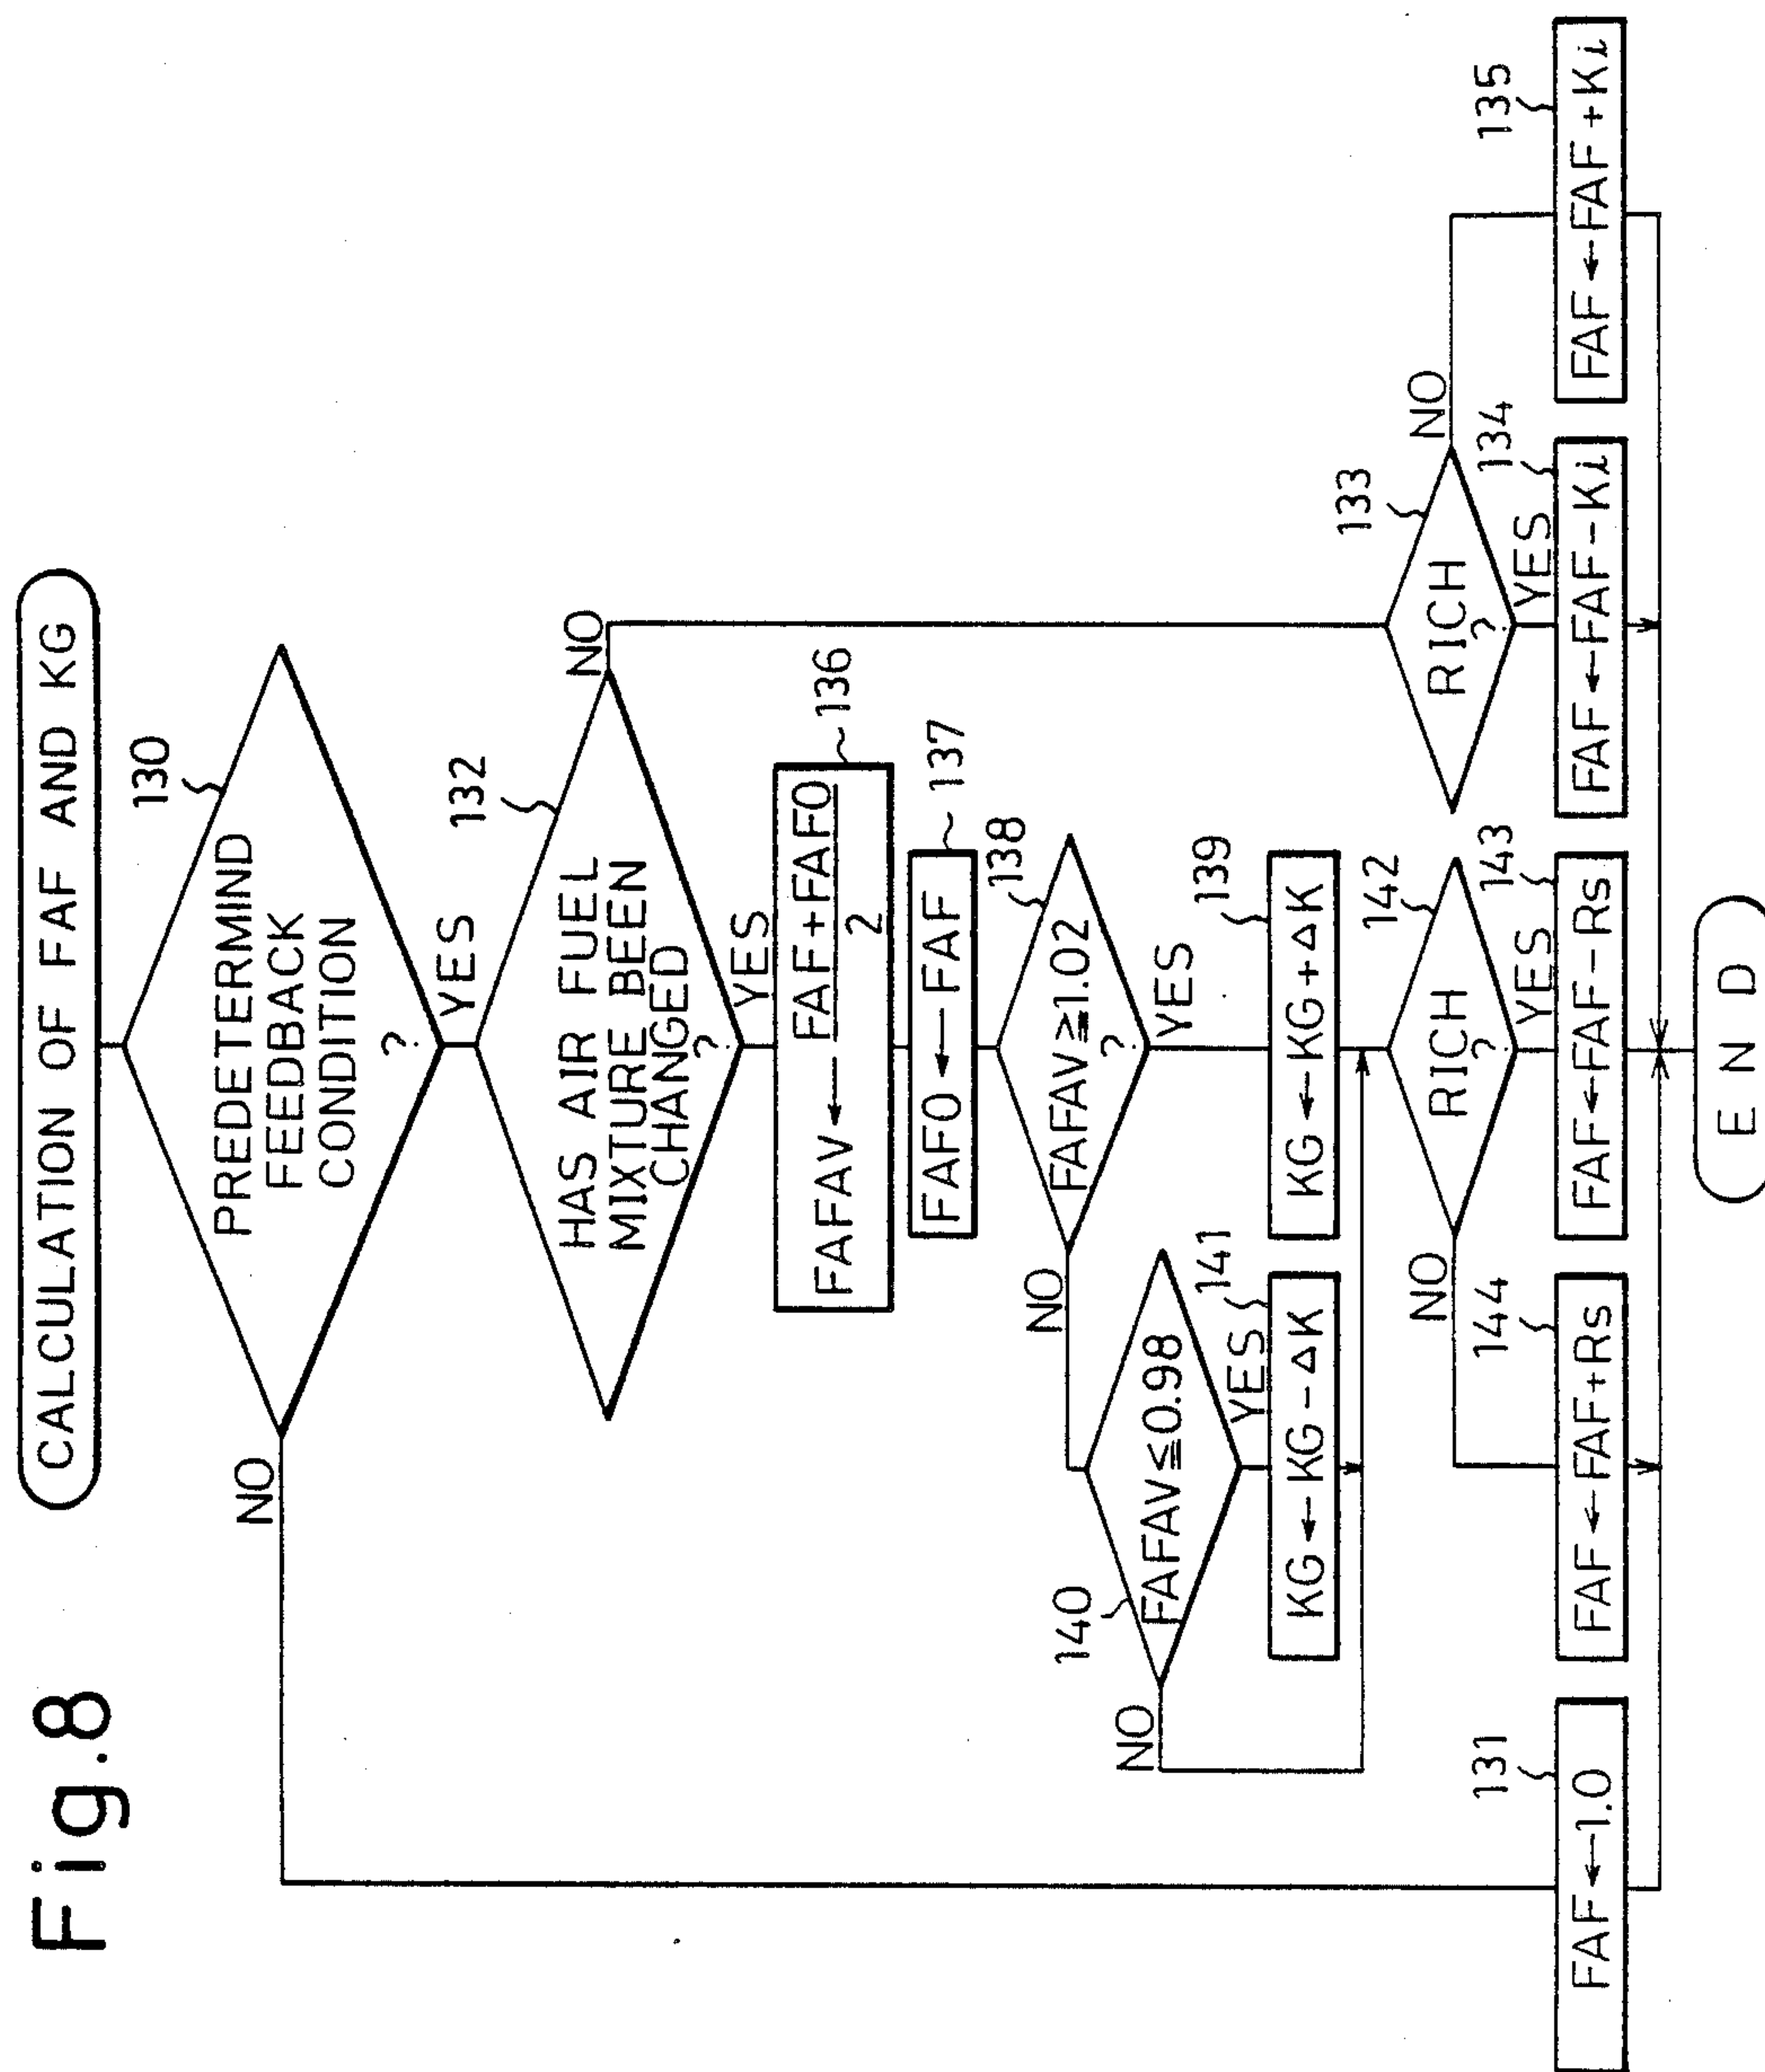 Fig.8
CALCULATION OF FAF AND KG
130
PREDETERMIND
FEEDBACK
CONDITION
?
NO
YES
132
HAS AIR FUEL
MIXTURE BEEN
CHANGED
?
NO
YES
136
FAFAV ← FAF+FAF0
2
137
FAF0 ← FAF
138
FAFAV≧1.02
?
NO
YES
140
FAFAV≦0.98
NO
YES
141
KG ← KG - ΔK
139
KG ← KG + ΔK
142
RICH
?
NO
YES
133
RICH
?
NO
YES
131
FAF ← 1.0
144
FAF ← FAF+Rs
143
FAF ← FAF-Rs
134
FAF ← FAF-Ki
135
FAF ← FAF+Ki
END